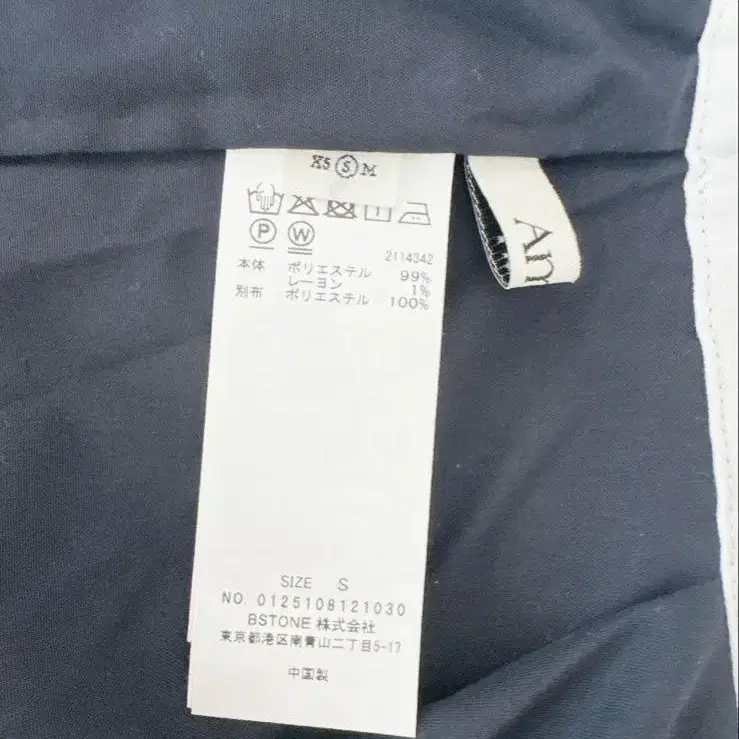 XS S M
An
P W
2114342
本体 ポリエステル 99%
レーヨン 1%
別布 ポリエステル 100%
SIZE S
NO. 0125108121030
BSTONE 株式会社
東京都港区南青山二丁目5-17
中国製